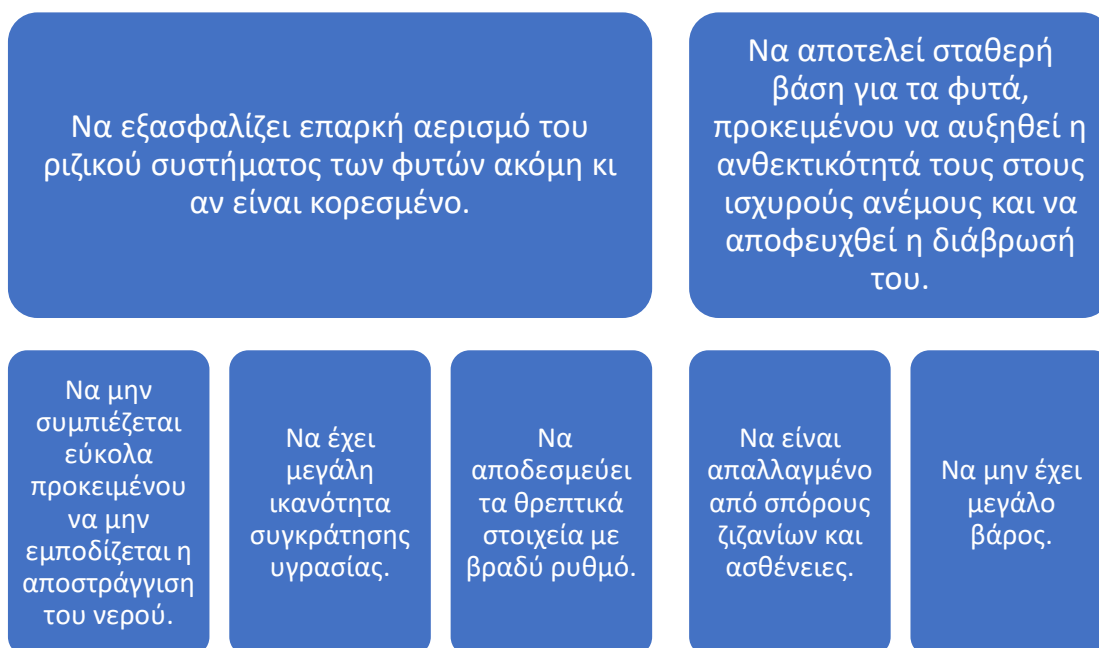 Να εξασφαλίζει επαρκή αερισμό του
ριζικού συστήματος των φυτών ακόμη κι
αν είναι κορεσμένο.
Να αποτελεί σταθερή
βάση για τα φυτά,
προκειμένου να αυξηθεί η
ανθεκτικότητά τους στους
ισχυρούς ανέμους και να
αποφευχθεί η διάβρωσή
του.
Να μην
συμπιέζεται
εύκολα
προκειμένου
να μην
εμποδίζεται η
αποστράγγιση
του νερού.
Να έχει
μεγάλη
ικανότητα
συγκράτησης
υγρασίας.
Να
αποδεσμεύει
τα θρεπτικά
στοιχεία με
βραδύ ρυθμό.
Να είναι
απαλλαγμένο
από σπόρους
ζιζανίων και
ασθένειες.
Να μην έχει
μεγάλο
βάρος.